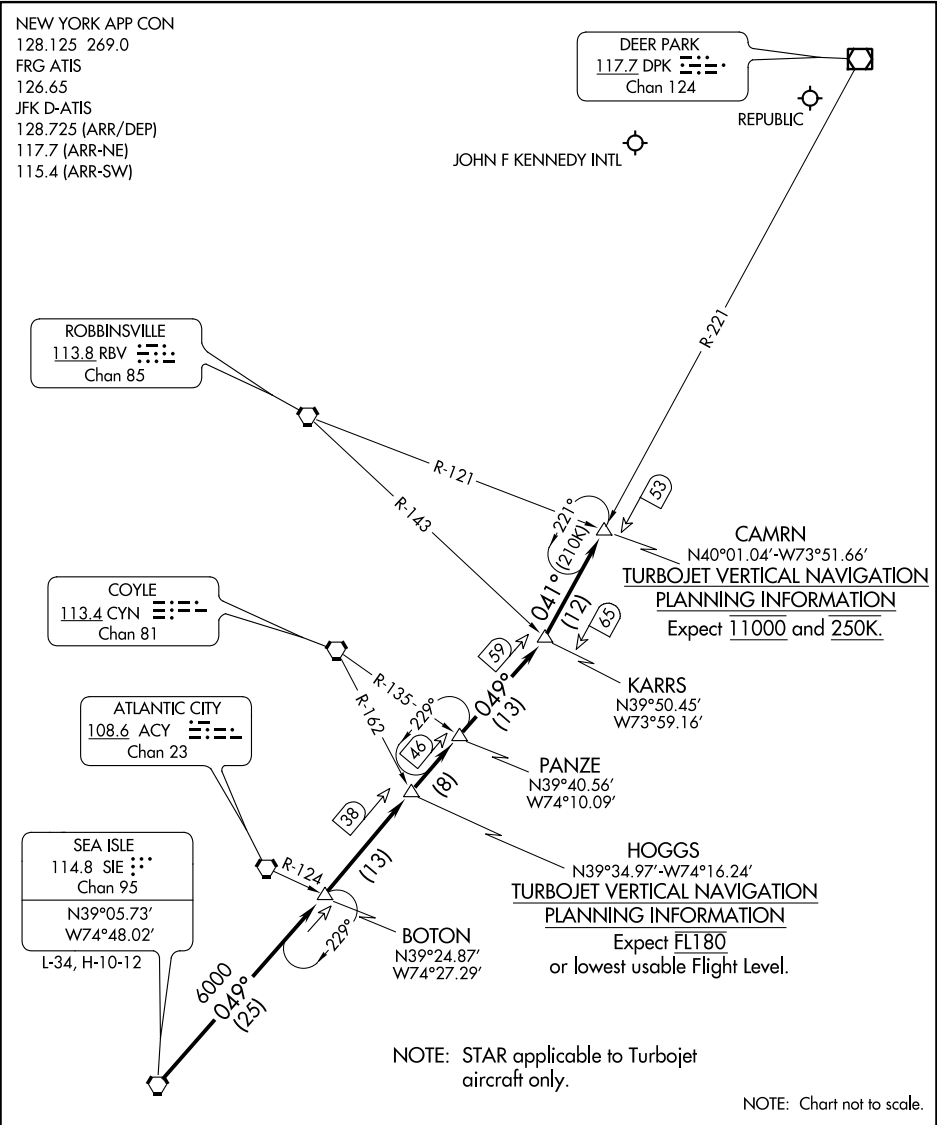 NEW YORK APP CON
128.125 269.0
FRG ATIS
126.65
JFK D-ATIS
128.725 (ARR/DEP)
117.7 (ARR-NE)
115.4 (ARR-SW)
DEER PARK
117.7 DPK
Chan 124
REPUBLIC
JOHN F KENNEDY INTL
R-221
ROBBINSVILLE
113.8 RBV
Chan 85
R-121
R-143
53
221°
(210K)
041°
(12)
CAMRN
N40°01.04'-W73°51.66'
TURBOJET VERTICAL NAVIGATION
PLANNING INFORMATION
Expect 11000 and 250K.
COYLE
113.4 CYN
Chan 81
65
59
KARRS
N39°50.45'
W73°59.16'
R-135
R-162
049°
(13)
229°
46
(8)
PANZE
N39°40.56'
W74°10.09'
ATLANTIC CITY
108.6 ACY
Chan 23
38
(13)
HOGGS
N39°34.97'-W74°16.24'
TURBOJET VERTICAL NAVIGATION
PLANNING INFORMATION
Expect FL180
or lowest usable Flight Level.
SEA ISLE
114.8 SIE
Chan 95
N39°05.73'
W74°48.02'
L-34, H-10-12
R-124
229°
BOTON
N39°24.87'
W74°27.29'
6000
049°
(25)
NOTE: STAR applicable to Turbojet
aircraft only.
NOTE: Chart not to scale.